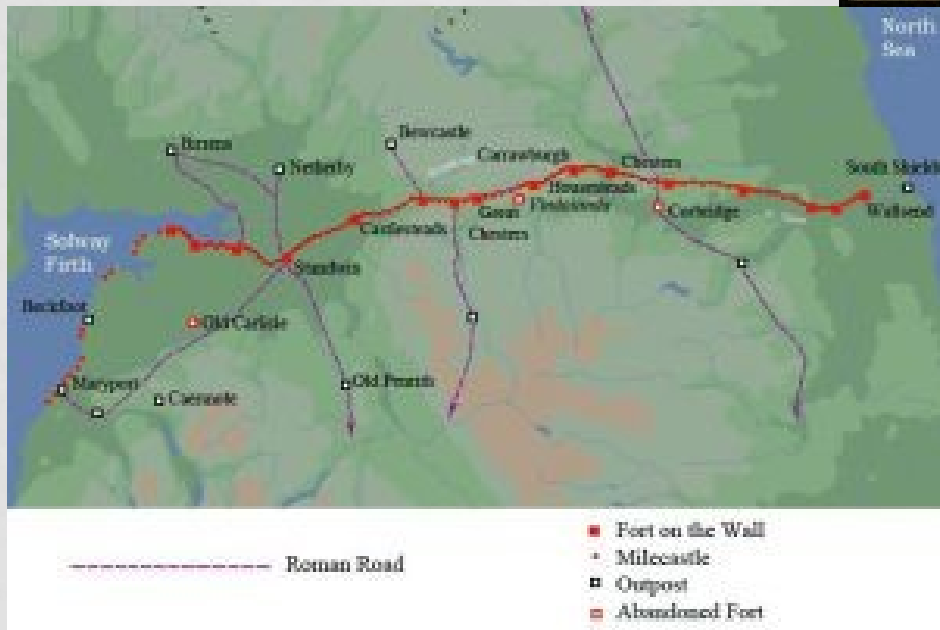 North
Sea
Birrens
Bewcastle
Netherby
Carrawburgh
Chesters
South Shields
Housesteads
Great
Chesters
Vindolanda
Corbridge
Wallsend
Castlesteads
Solway
Firth
Stanwix
Beckfoot
Old Carlisle
Maryport
Caermote
Old Penrith
Roman Road
Fort on the Wall
Milecastle
Outpost
Abandoned Fort